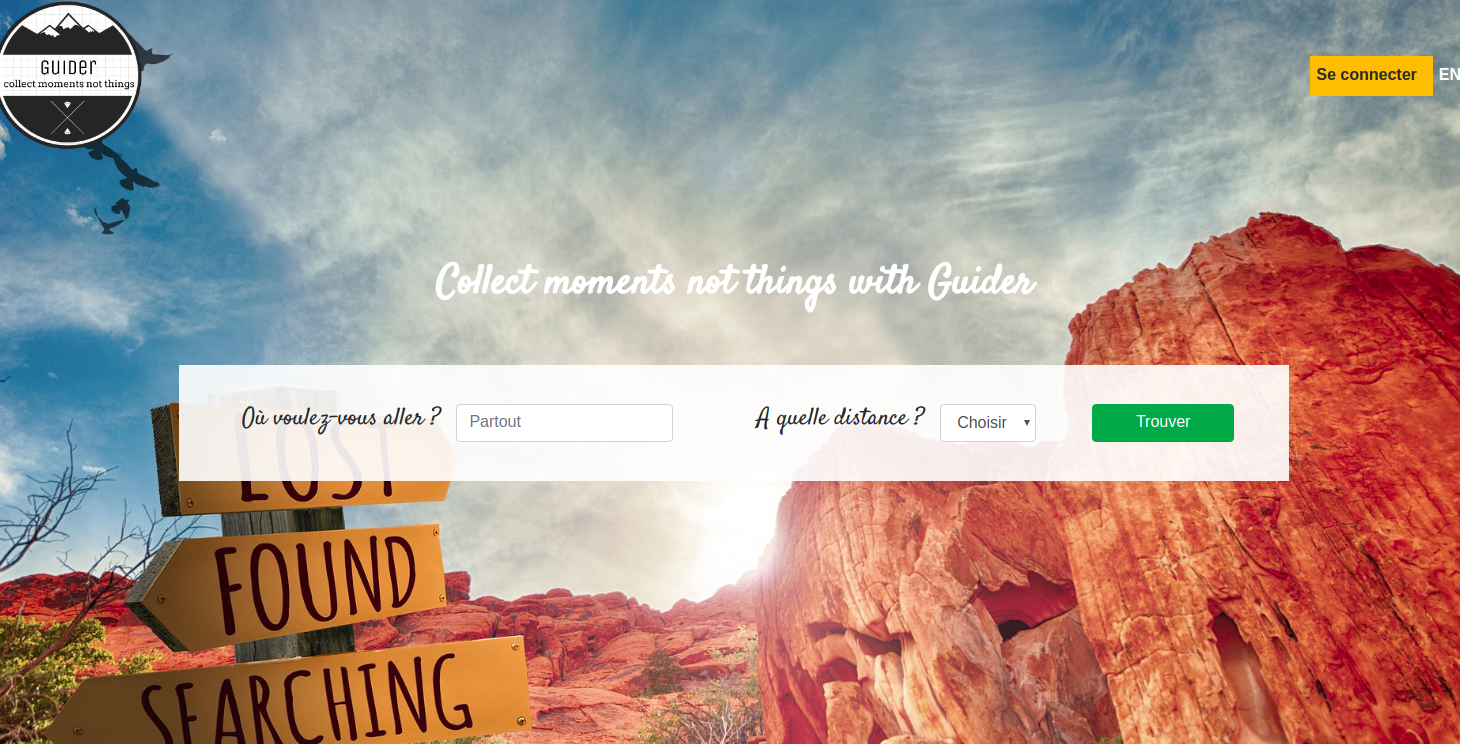 Guider
collect moments not things
Se connecter EN
Collect moments not things with Guider
Où voulez-vous aller ? Partout A quelle distance ? Choisir Trouver
LOST
FOUND
SEARCHING